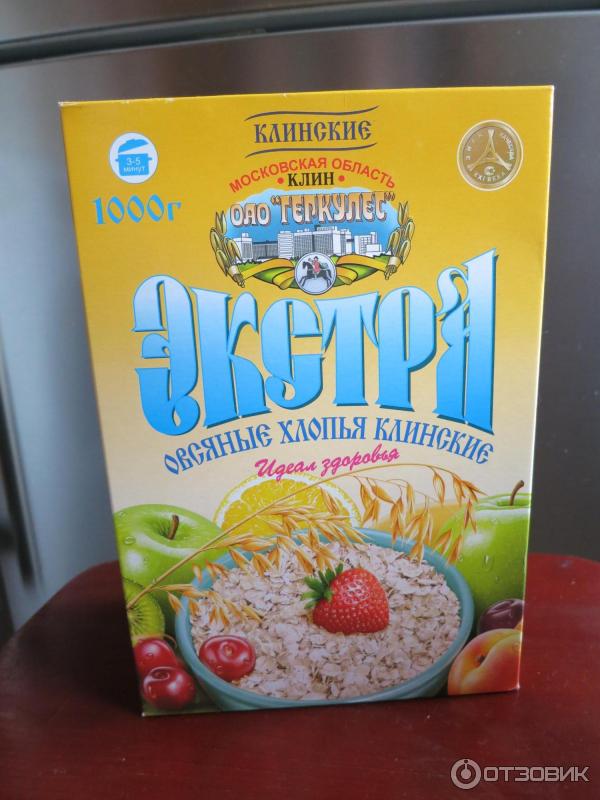 КЛИНСКИЕ
3-5
минут
МОСКОВСКАЯ ОБЛАСТЬ
• КЛИН •
1000г
ОАО "ГЕРКУЛЕС"
ЭКСТРА
ОВСЯНЫЕ ХЛОПЬЯ КЛИНСКИЕ
Идеал здоровья
ОТЗОВИК